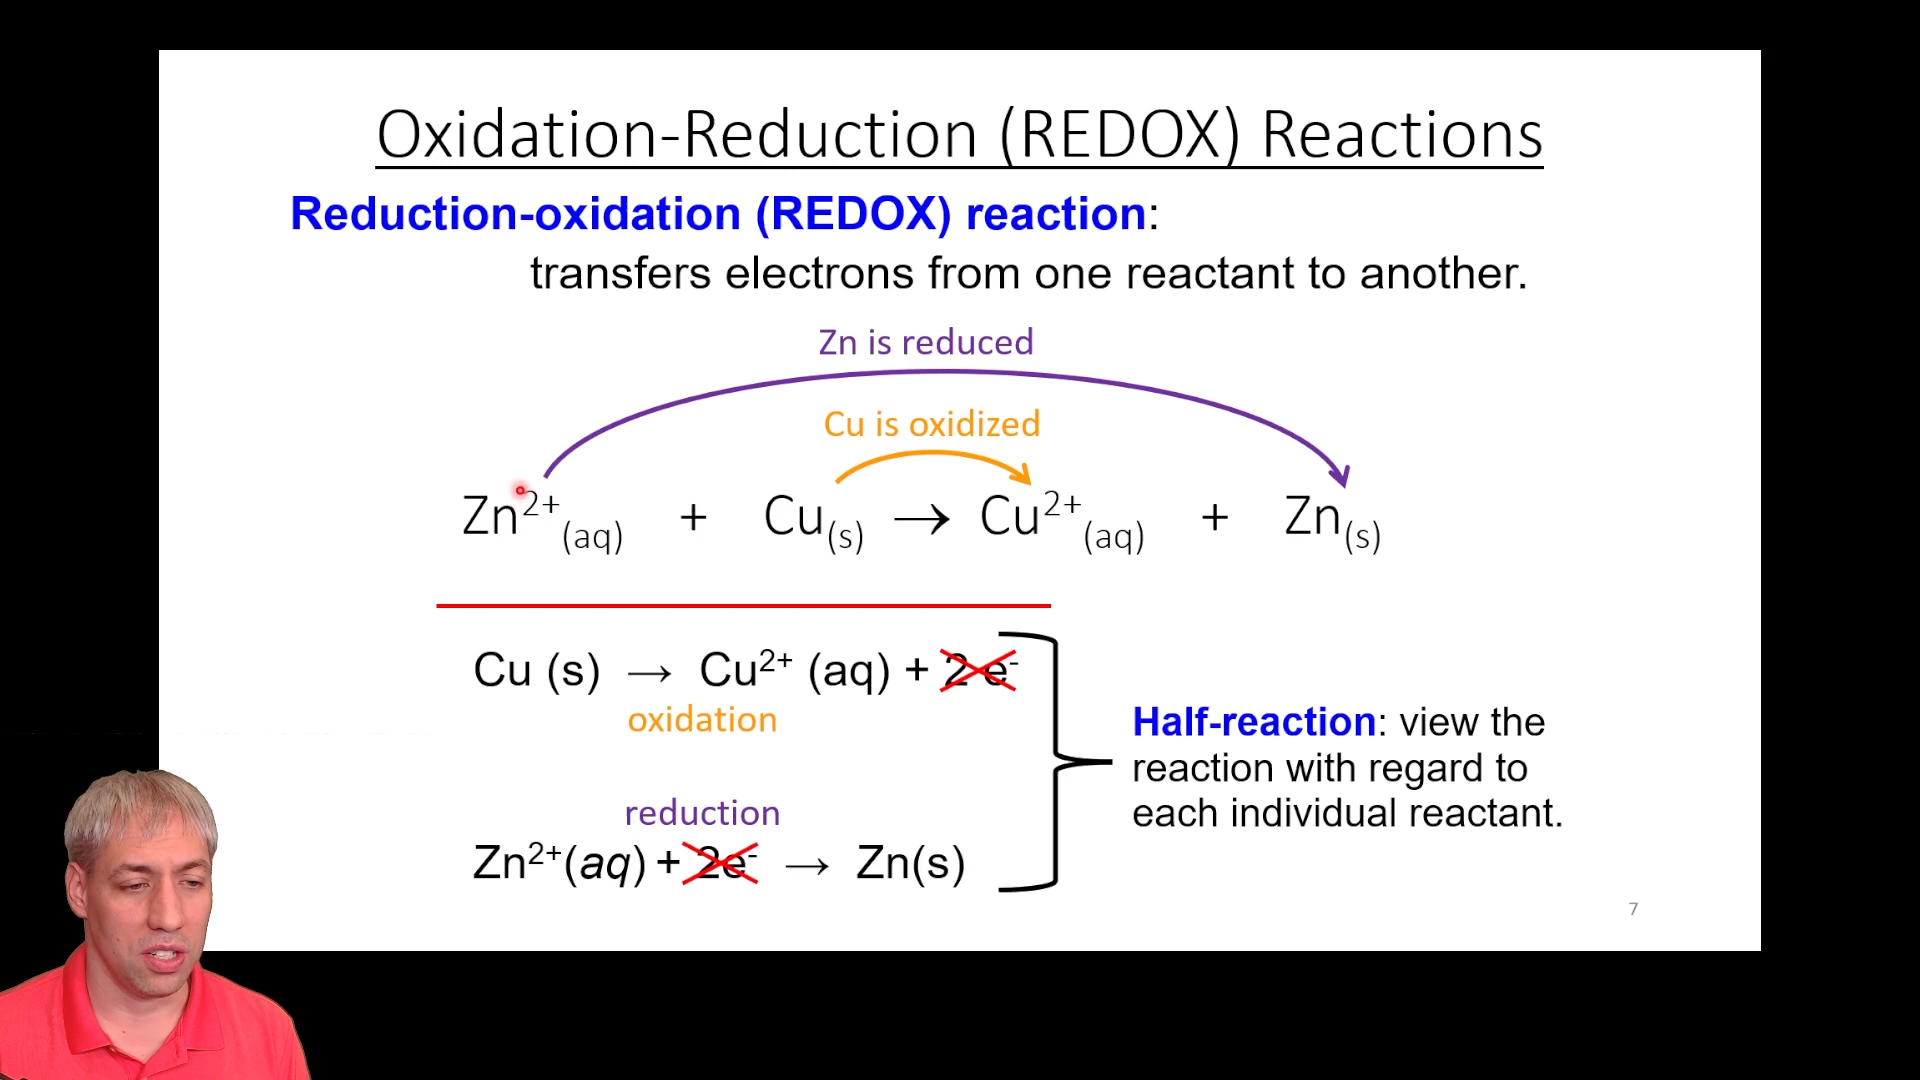 Oxidation-Reduction (REDOX) Reactions
Reduction-oxidation (REDOX) reaction:
transfers electrons from one reactant to another.
Zn is reduced
Cu is oxidized
Zn²⁺(aq) + Cu(s) → Cu²⁺(aq) + Zn(s)
Cu (s) → Cu²⁺ (aq) + 2 e⁻
oxidation
reduction
Zn²⁺(aq) + 2e⁻ → Zn(s)
Half-reaction: view the
reaction with regard to
each individual reactant.
7